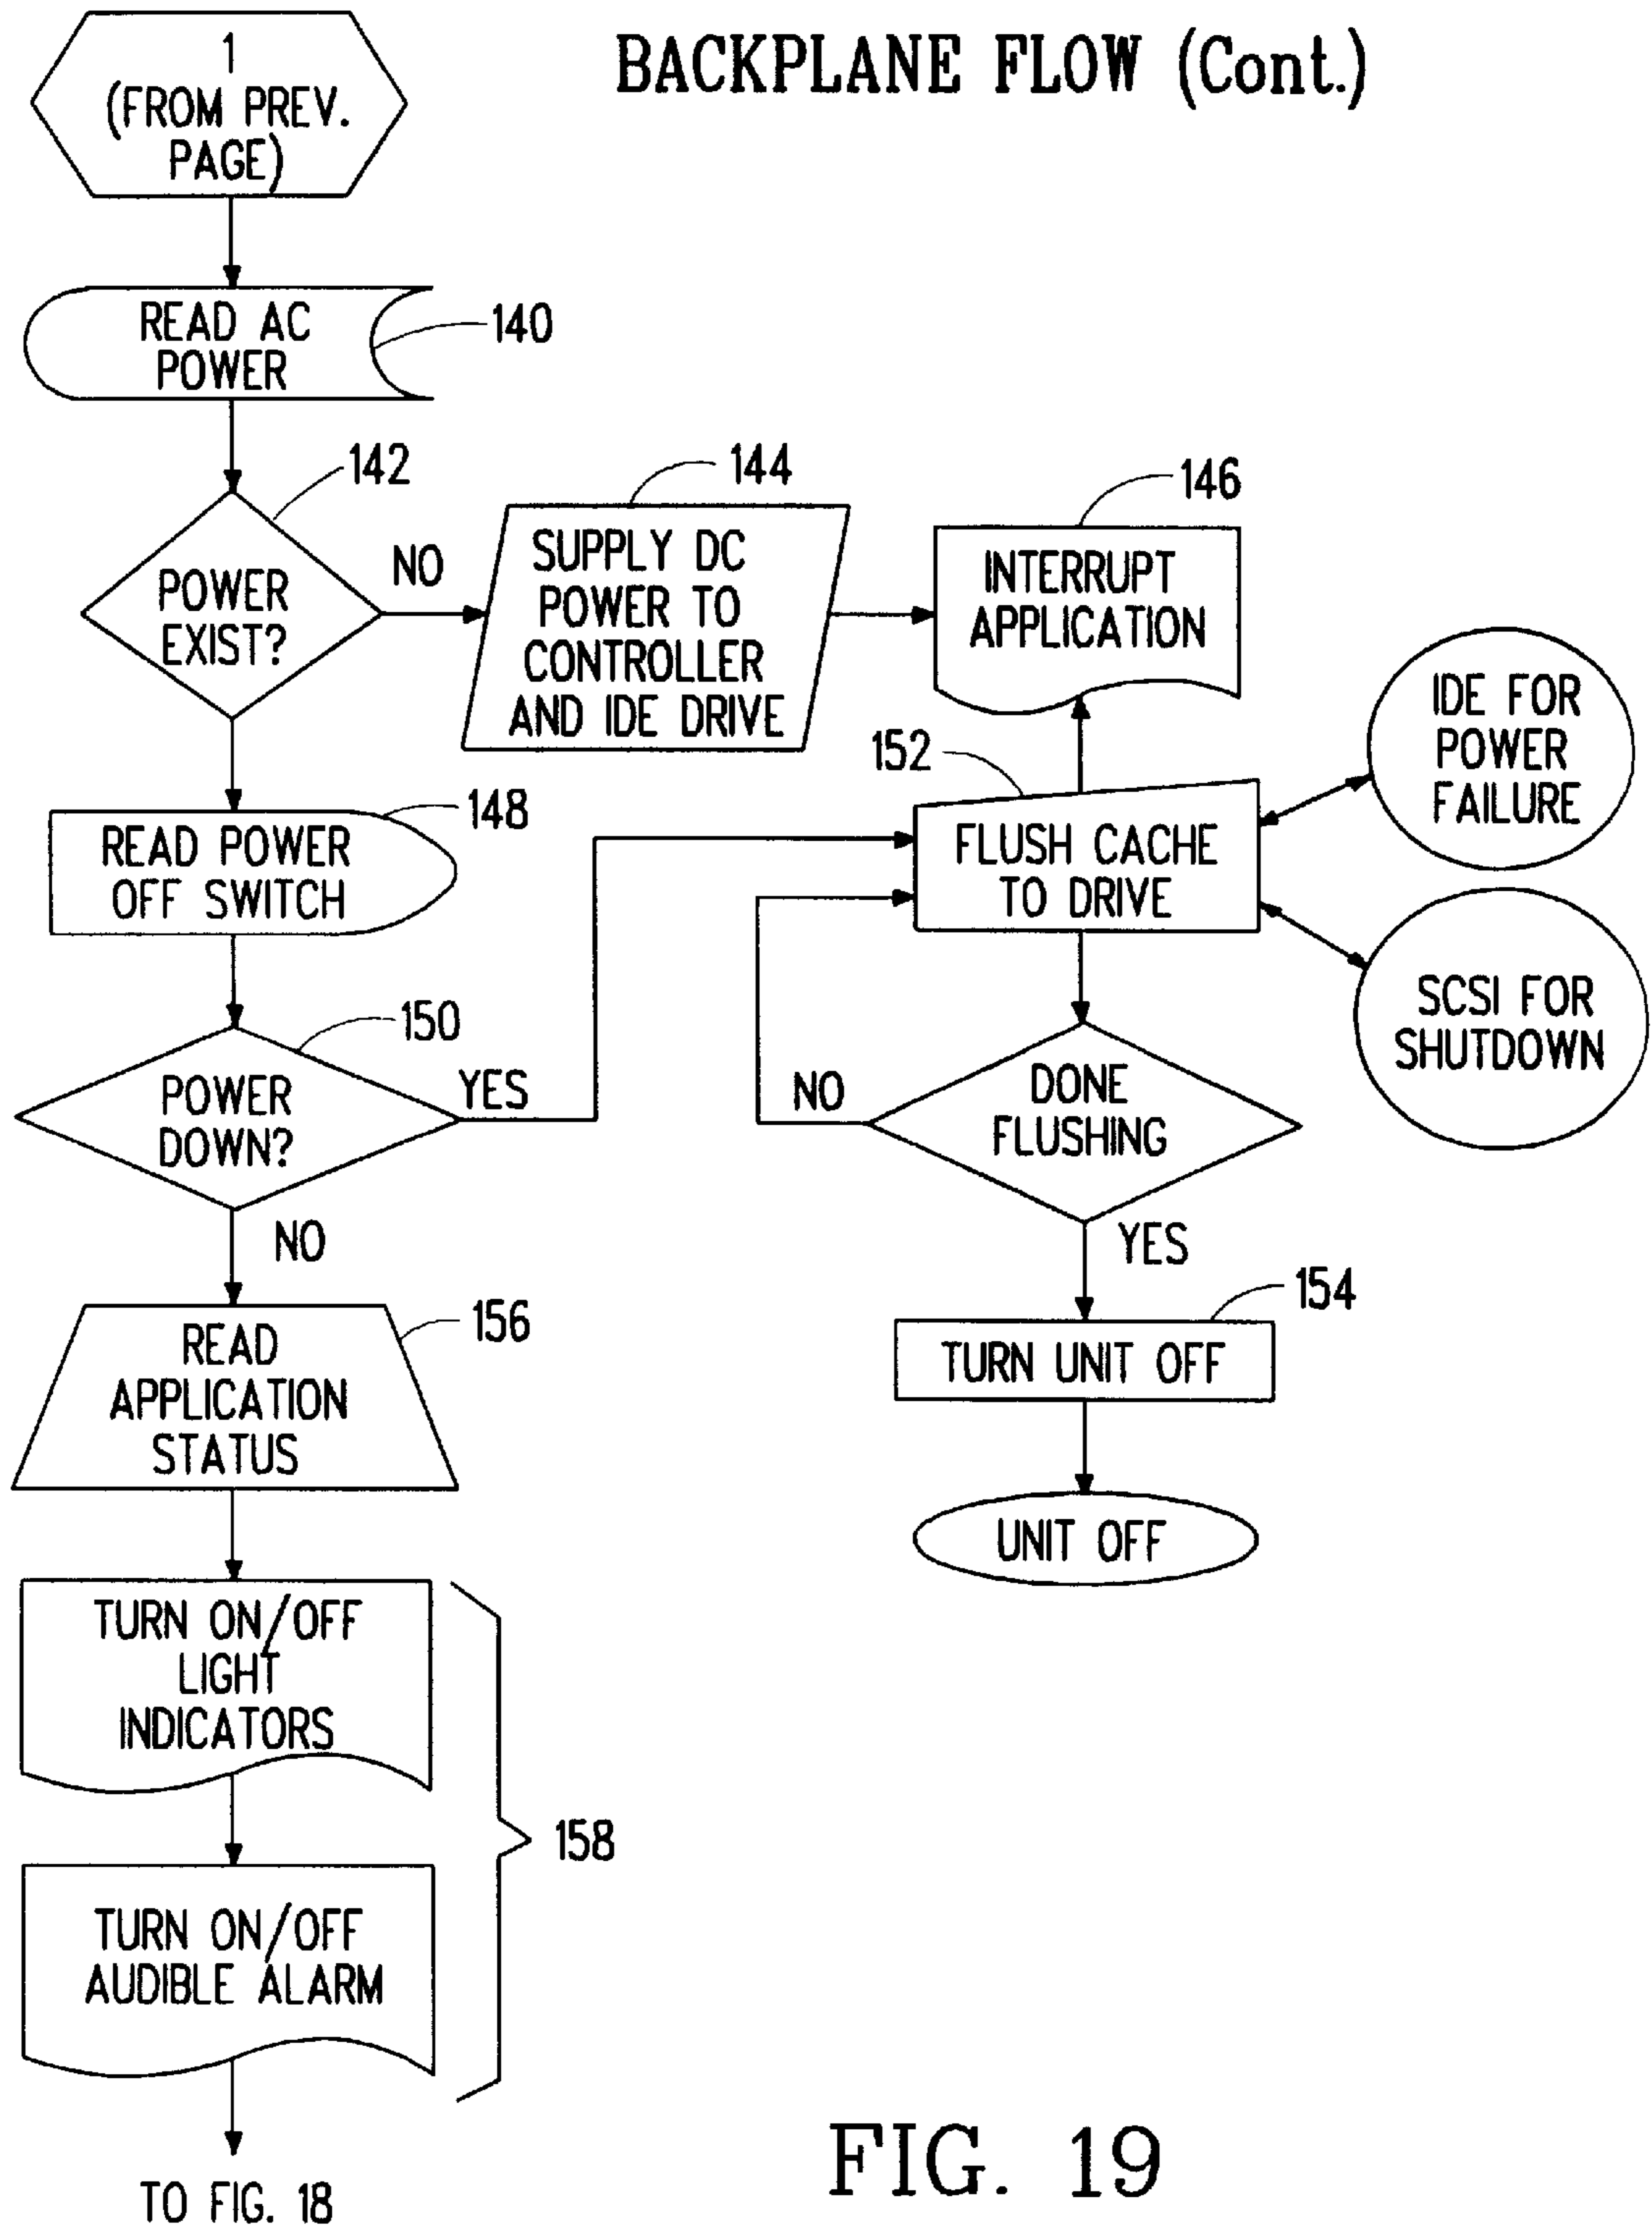 BACKPLANE FLOW (Cont.)
1
(FROM PREV.
PAGE)
READ AC
POWER
140
142
POWER
EXIST?
NO
144
SUPPLY DC
POWER TO
CONTROLLER
AND IDE DRIVE
146
INTERRUPT
APPLICATION
148
READ POWER
OFF SWITCH
152
FLUSH CACHE
TO DRIVE
IDE FOR
POWER
FAILURE
SCSI FOR
SHUTDOWN
150
POWER
DOWN?
YES
NO
DONE
FLUSHING
NO
YES
154
TURN UNIT OFF
UNIT OFF
156
READ
APPLICATION
STATUS
TURN ON/OFF
LIGHT
INDICATORS
158
TURN ON/OFF
AUDIBLE ALARM
TO FIG. 18
FIG. 19